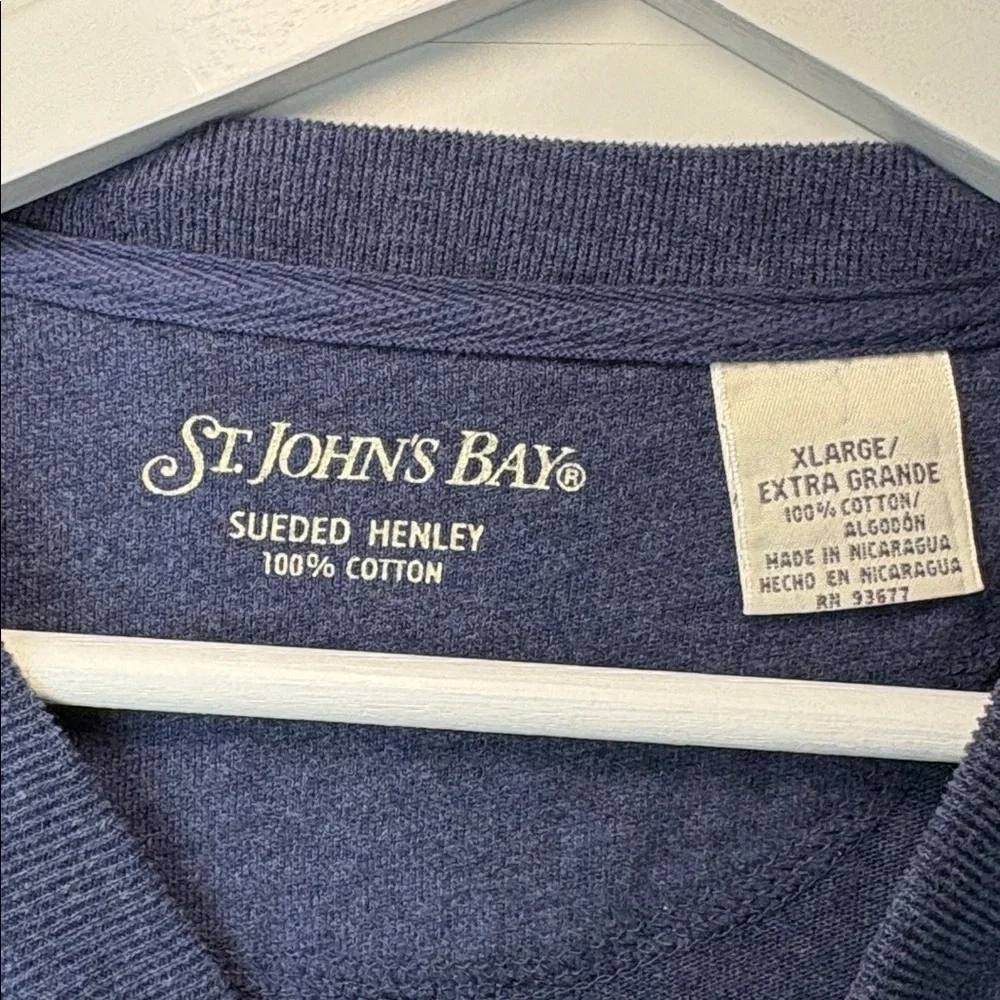 ST. JOHN'S BAY®
SUEDED HENLEY
100% COTTON
XLARGE/
EXTRA GRANDE
100% COTTON/
ALGODÓN
MADE IN NICARAGUA
HECHO EN NICARAGUA
RN 93677